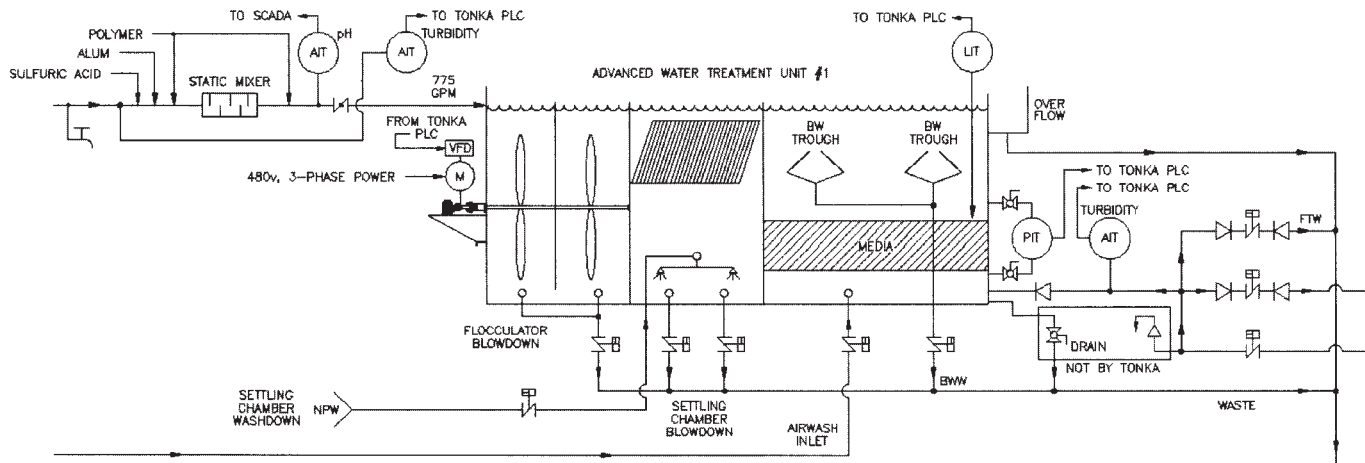 TO SCADA
TO TONKA PLC
TURBIDITY
pH
AIT
AIT
POLYMER
ALUM
SULFURIC ACID
STATIC MIXER
775
GPM
ADVANCED WATER TREATMENT UNIT #1
TO TONKA PLC
LIT
OVER
FLOW
FROM TONKA
PLC
VFD
480v, 3-PHASE POWER
M
BW
TROUGH
BW
TROUGH
TO TONKA PLC
TO TONKA PLC
TURBIDITY
PIT
AIT
FTW
MEDIA
FLOCCULATOR
BLOWDOWN
DRAIN
NOT BY TONKA
SETTLING
CHAMBER
WASHDOWN
NPW
SETTLING
CHAMBER
BLOWDOWN
AIRWASH
INLET
BWW
WASTE